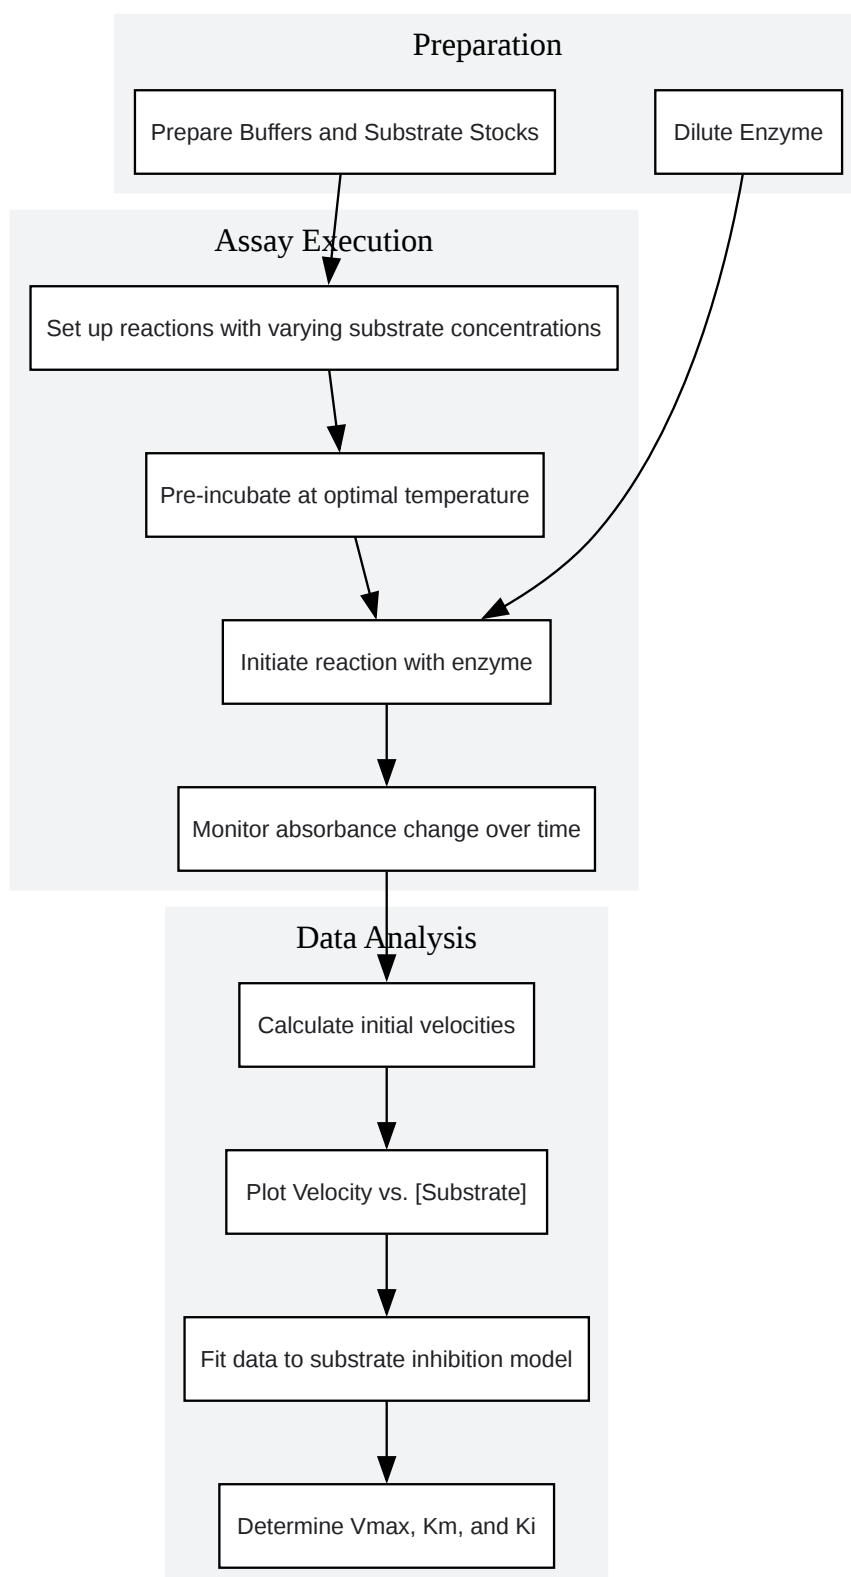 Preparation
Prepare Buffers and Substrate Stocks
Dilute Enzyme
Assay Execution
Set up reactions with varying substrate concentrations
Pre-incubate at optimal temperature
Initiate reaction with enzyme
Monitor absorbance change over time
Data Analysis
Calculate initial velocities
Plot Velocity vs. [Substrate]
Fit data to substrate inhibition model
Determine Vmax, Km, and Ki